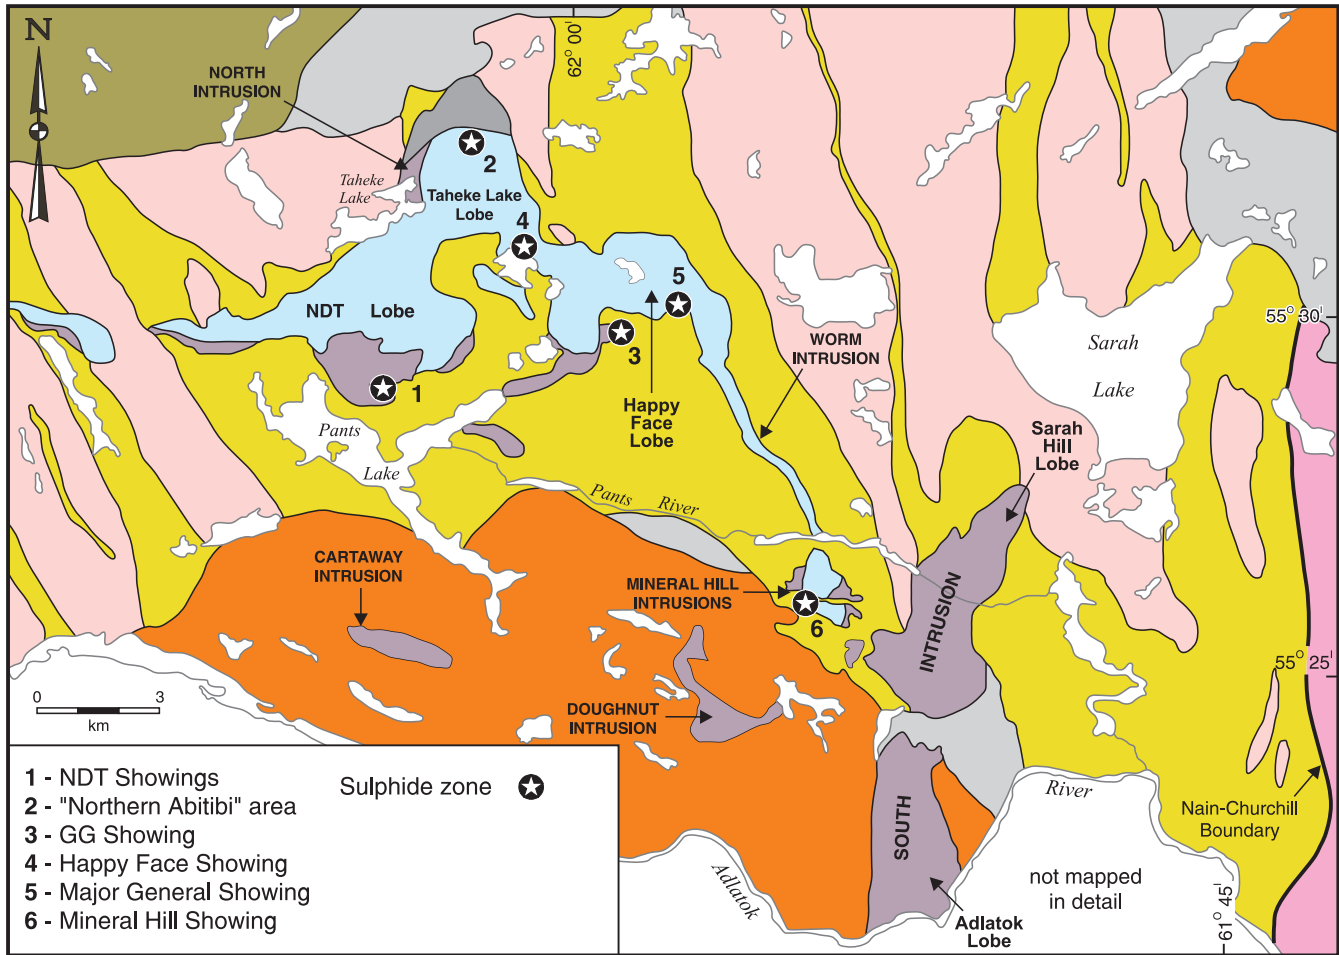 N
62° 00'
NORTH
INTRUSION
2
Taheke
Lake
Taheke Lake
Lobe
4
5
NDT Lobe
55° 30'
3
WORM
INTRUSION
Sarah
Lake
1
Happy
Face
Lobe
Pants
Lake
Sarah
Hill
Lobe
Pants River
CARTAWAY
INTRUSION
MINERAL HILL
INTRUSIONS
6
INTRUSION
55° 25'
0 3
km
DOUGHNUT
INTRUSION
River
Nain-Churchill
Boundary
SOUTH
Adlatok
not mapped
in detail
Adlatok
Lobe
61° 45'
1 - NDT Showings
2 - "Northern Abitibi" area
3 - GG Showing
4 - Happy Face Showing
5 - Major General Showing
6 - Mineral Hill Showing
Sulphide zone